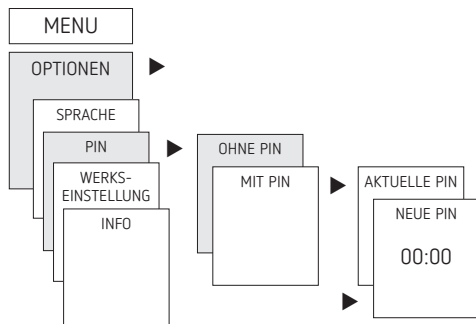 MENU
OPTIONEN
SPRACHE
PIN
WERKS-
EINSTELLUNG
INFO
OHNE PIN
MIT PIN
AKTUELLE PIN
NEUE PIN
00:00